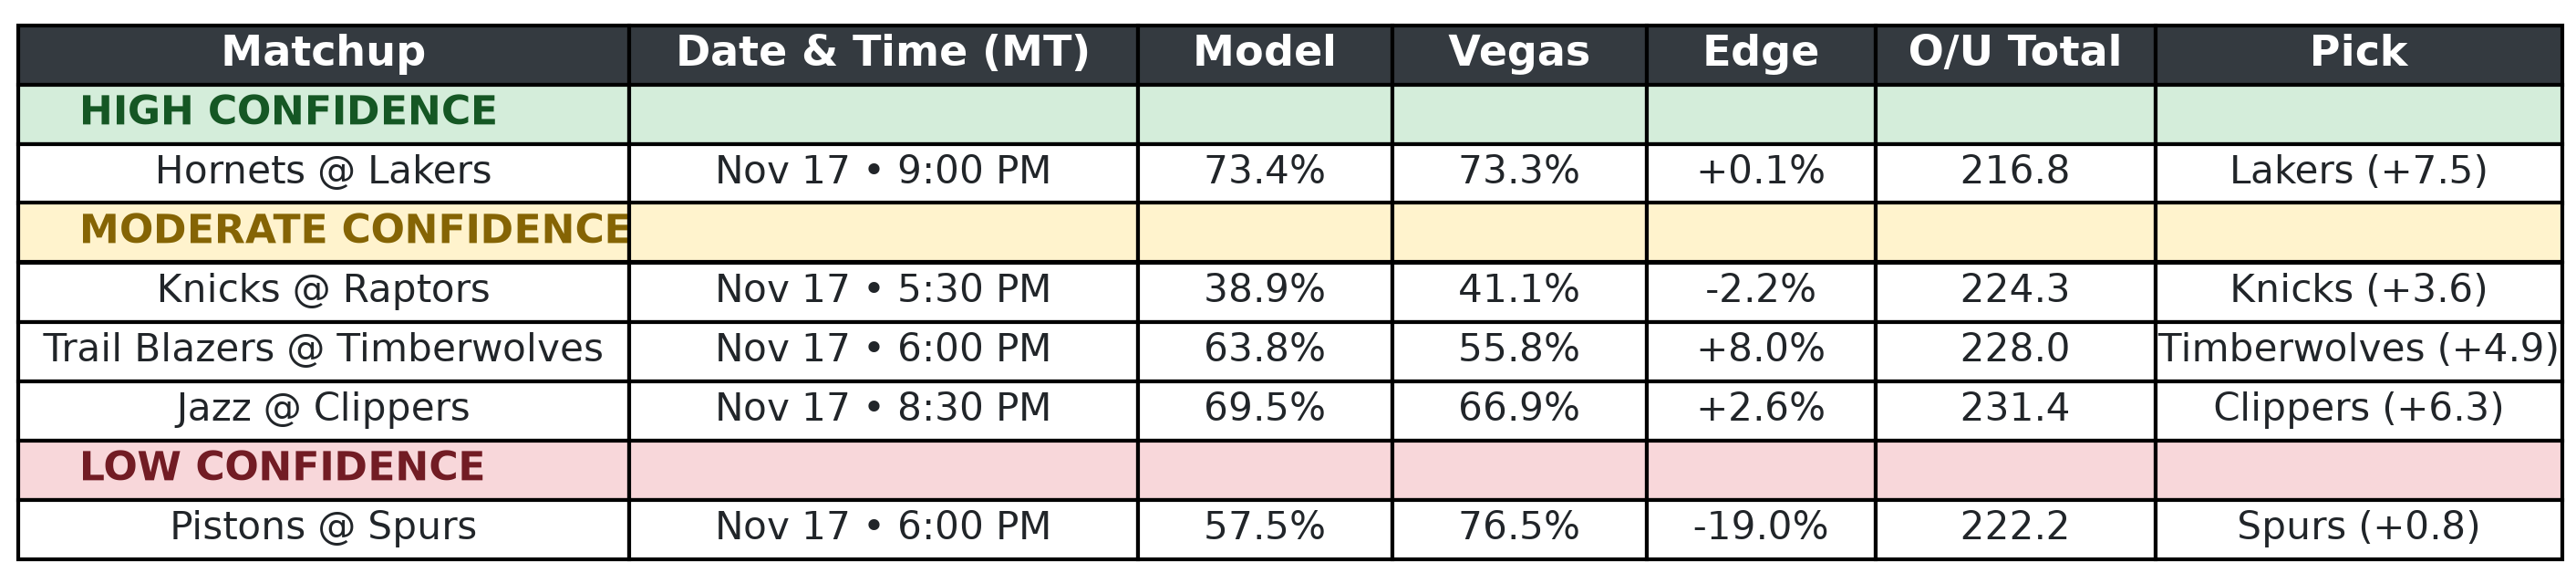 Matchup Date & Time (MT) Model Vegas Edge O/U Total Pick
HIGH CONFIDENCE
Hornets @ Lakers Nov 17 • 9:00 PM 73.4% 73.3% +0.1% 216.8 Lakers (+7.5)
MODERATE CONFIDENCE
Knicks @ Raptors Nov 17 • 5:30 PM 38.9% 41.1% -2.2% 224.3 Knicks (+3.6)
Trail Blazers @ Timberwolves Nov 17 • 6:00 PM 63.8% 55.8% +8.0% 228.0 Timberwolves (+4.9)
Jazz @ Clippers Nov 17 • 8:30 PM 69.5% 66.9% +2.6% 231.4 Clippers (+6.3)
LOW CONFIDENCE
Pistons @ Spurs Nov 17 • 6:00 PM 57.5% 76.5% -19.0% 222.2 Spurs (+0.8)